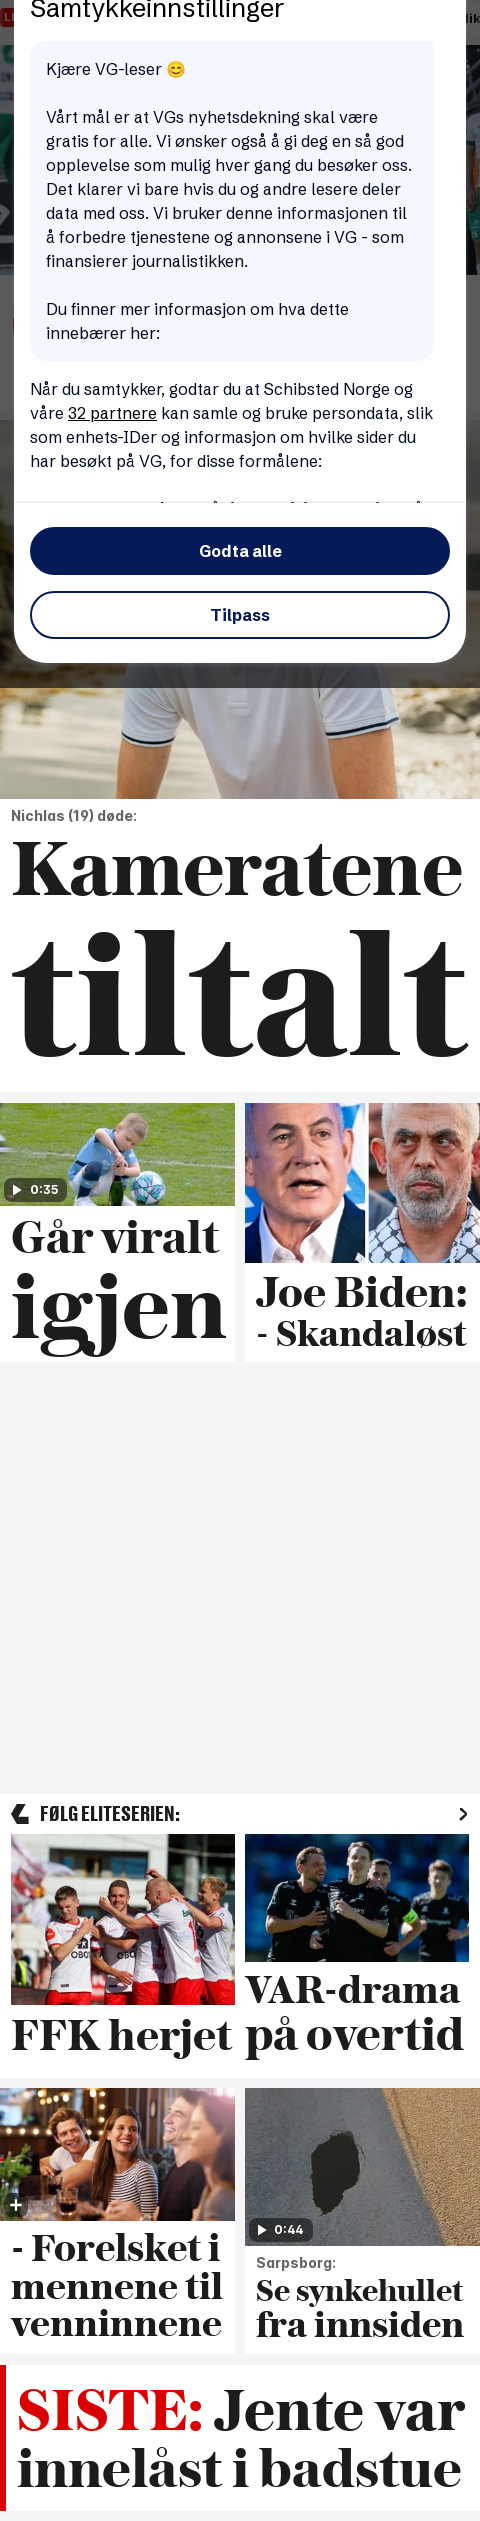 Samtykkeinnstillinger
Kjære VG-leser 😊
Vårt mål er at VGs nyhetsdekning skal være
gratis for alle. Vi ønsker også å gi deg en så god
opplevelse som mulig hver gang du besøker oss.
Det klarer vi bare hvis du og andre lesere deler
data med oss. Vi bruker denne informasjonen til
å forbedre tjenestene og annonsene i VG - som
finansierer journalistikken.
Du finner mer informasjon om hva dette
innebærer her:
Når du samtykker, godtar du at Schibsted Norge og
våre 32 partnere kan samle og bruke persondata, slik
som enhets-IDer og informasjon om hvilke sider du
har besøkt på VG, for disse formålene:
Godta alle
Tilpass
Nichlas (19) døde:
Kameratene
tiltalt
0:35
Går viralt
igjen
Joe Biden:
- Skandaløst
FØLG ELITESERIEN:
FFK herjet
VAR-drama
på overtid
- Forelsket i
mennene til
venninnene
0:44
Sarpsborg:
Se synkehullet
fra innsiden
SISTE: Jente var
innelåst i badstue